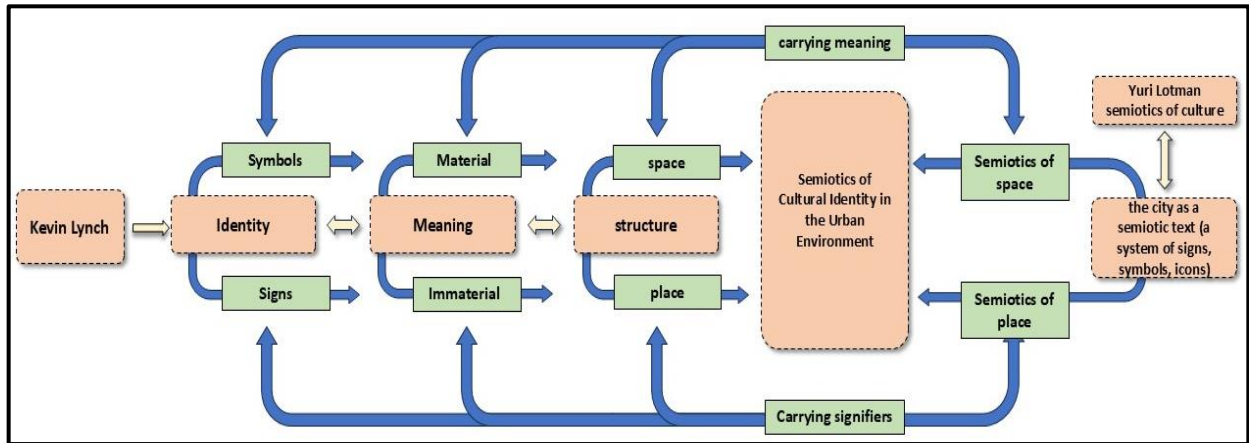 carrying meaning
Yuri Lotman
semiotics of culture
Symbols
Material
space
Semiotics of
space
Kevin Lynch
Identity
Meaning
structure
Semiotics of
Cultural Identity in
the Urban
Environment
the city as a
semiotic text (a
system of signs,
symbols, icons)
Signs
Immaterial
place
Semiotics of
place
Carrying signifiers